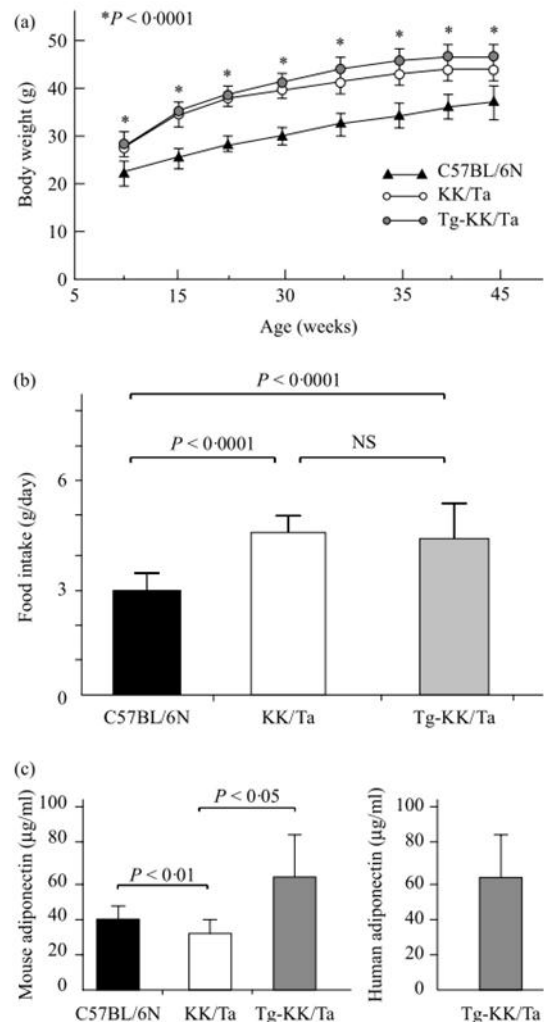 (a)
*P < 0·0001
60
50
40
30
20
10
0
Body weight (g)
* * * * * * * *
C57BL/6N
KK/Ta
Tg-KK/Ta
5 15 30 35 45
Age (weeks)
(b)
P < 0·0001
P < 0·0001 NS
6
3
0
Food intake (g/day)
C57BL/6N KK/Ta Tg-KK/Ta
(c)
100
80
60
40
20
0
Mouse adiponectin (µg/ml)
P < 0·05
P < 0·01
C57BL/6N KK/Ta Tg-KK/Ta
100
80
60
40
20
0
Human adiponectin (µg/ml)
Tg-KK/Ta